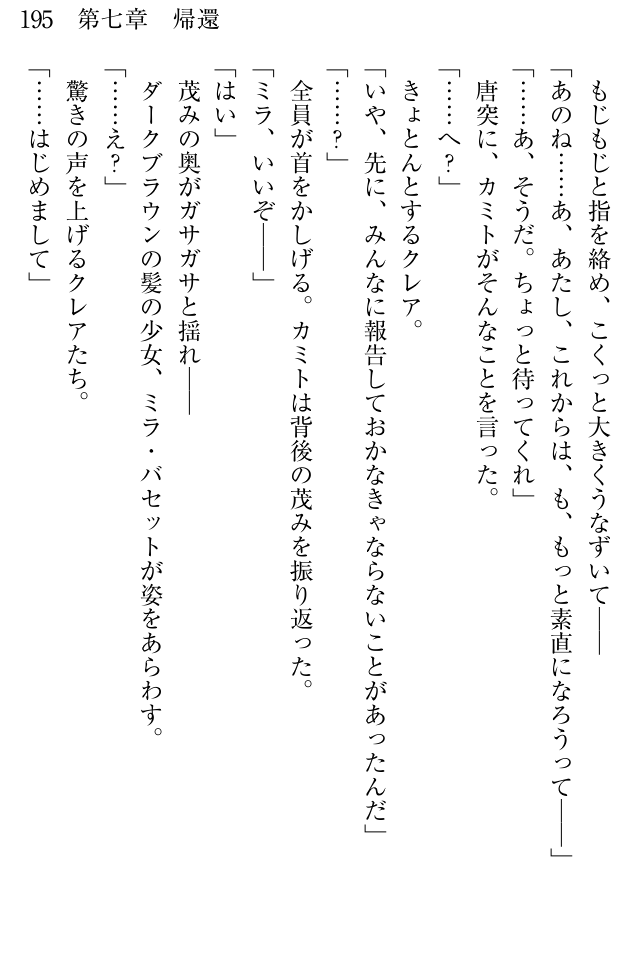 195　第七章　帰還
　もじもじと指を絡め、こくっと大きくうなずいて――
「あのね……あ、あたし、これからは、も、もっと素直になろうって――」
「……あ、そうだ。ちょっと待ってくれ」
　唐突に、カミトがそんなことを言った。
「……へ？」
　きょとんとするクレア。
「いや、先に、みんなに報告しておかなきゃならないことがあったんだ」
「……？」
　全員が首をかしげる。カミトは背後の茂みを振り返った。
「ミラ、いいぞ――」
「はい」
　茂みの奥がガサガサと揺れ――
　ダークブラウンの髪の少女、ミラ・バセットが姿をあらわす。
「……え？」
　驚きの声を上げるクレアたち。
「……はじめまして」